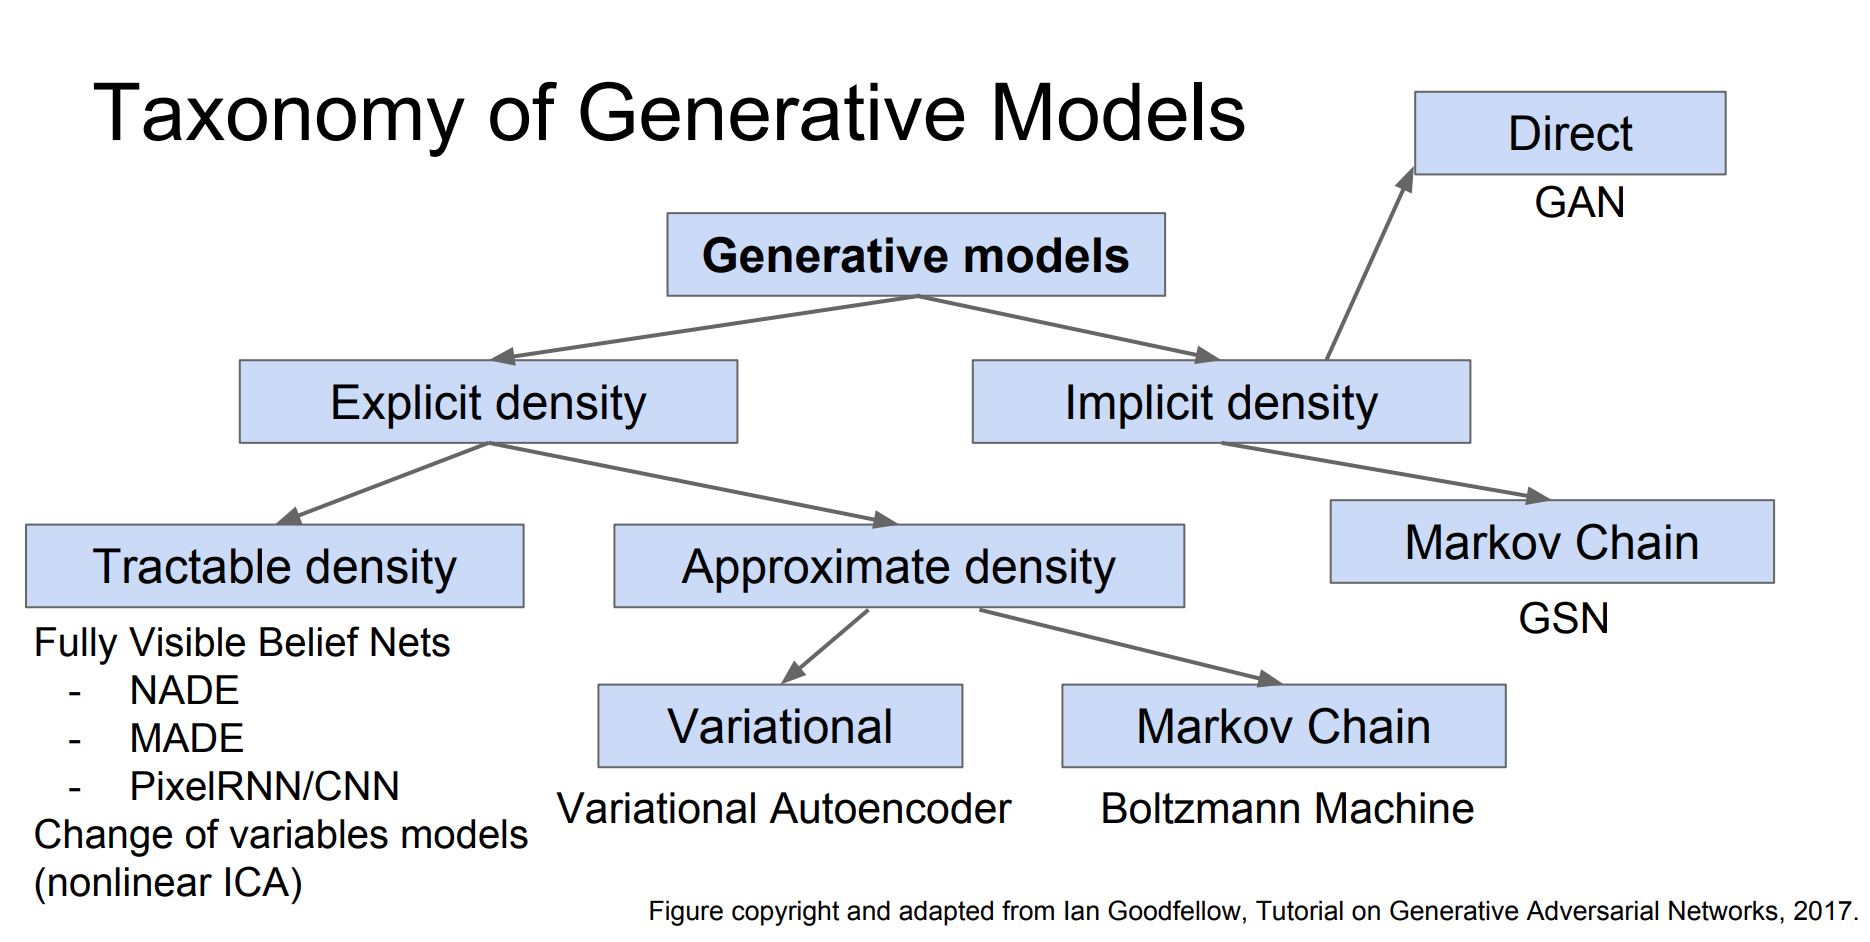 Taxonomy of Generative Models
Direct
GAN
Generative models
Explicit density
Implicit density
Tractable density
Approximate density
Markov Chain
GSN
Fully Visible Belief Nets
- NADE
- MADE
- PixelRNN/CNN
Change of variables models
(nonlinear ICA)
Variational
Markov Chain
Variational Autoencoder
Boltzmann Machine
Figure copyright and adapted from Ian Goodfellow, Tutorial on Generative Adversarial Networks, 2017.